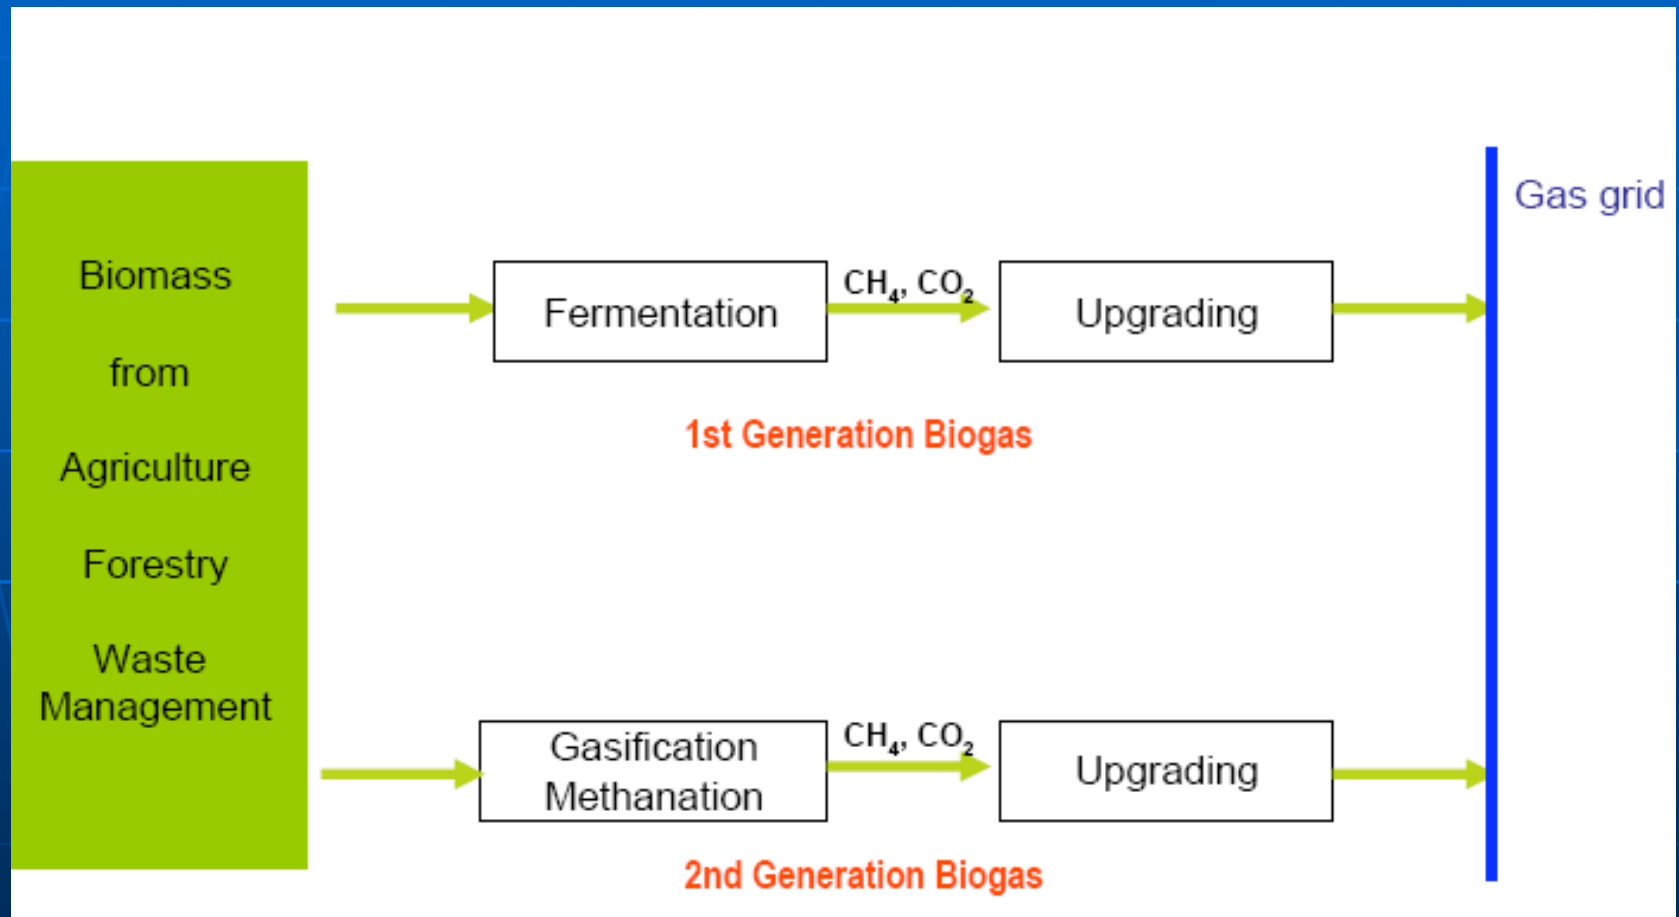 Biomass
from
Agriculture
Forestry
Waste
Management
Fermentation
CH₄, CO₂
Upgrading
Gas grid
1st Generation Biogas
Gasification
Methanation
CH₄, CO₂
Upgrading
2nd Generation Biogas